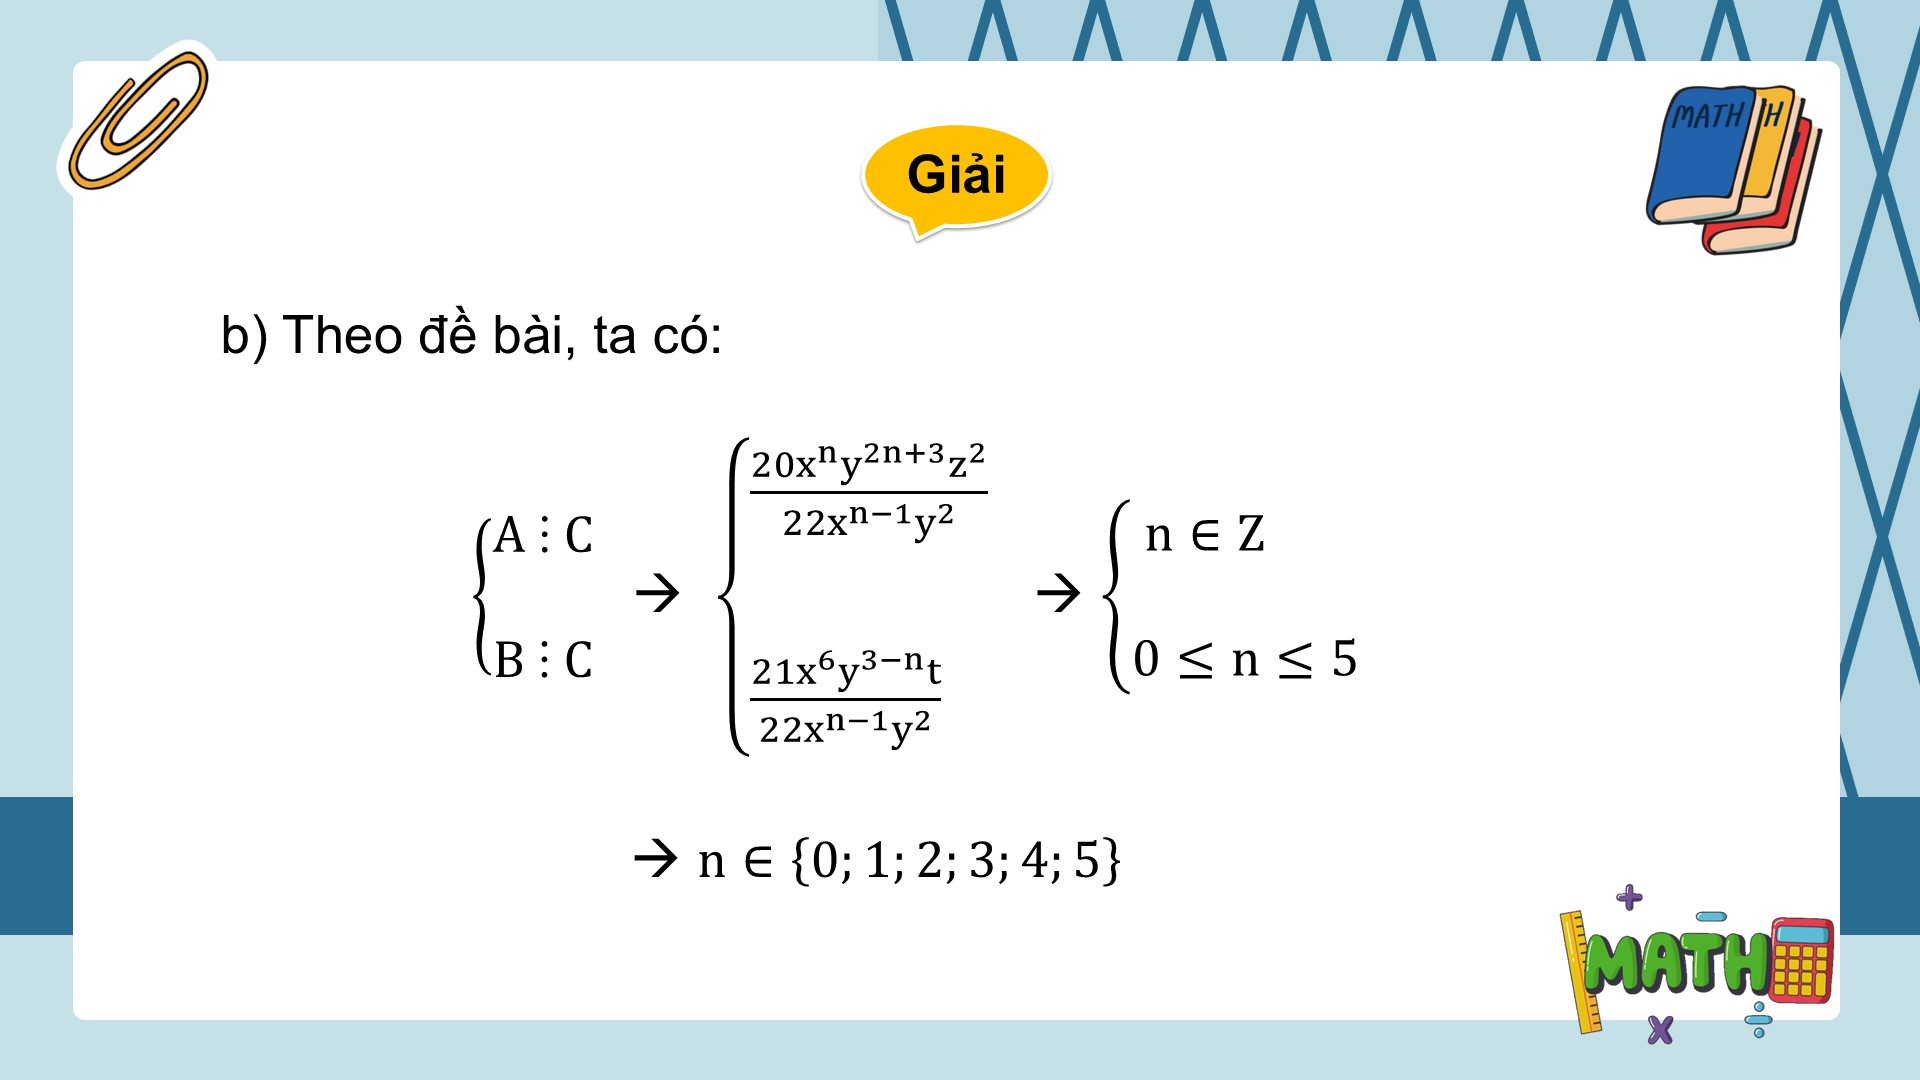 MATH
H
Giải
b) Theo đề bài, ta có:
{A ⋮ C
B ⋮ C → {20xⁿy²ⁿ⁺³z² / 22xⁿ⁻¹y²
21x⁶y³⁻ⁿt / 22xⁿ⁻¹y² → {n ∈ Z
0 ≤ n ≤ 5
→ n ∈ {0; 1; 2; 3; 4; 5}
MATH